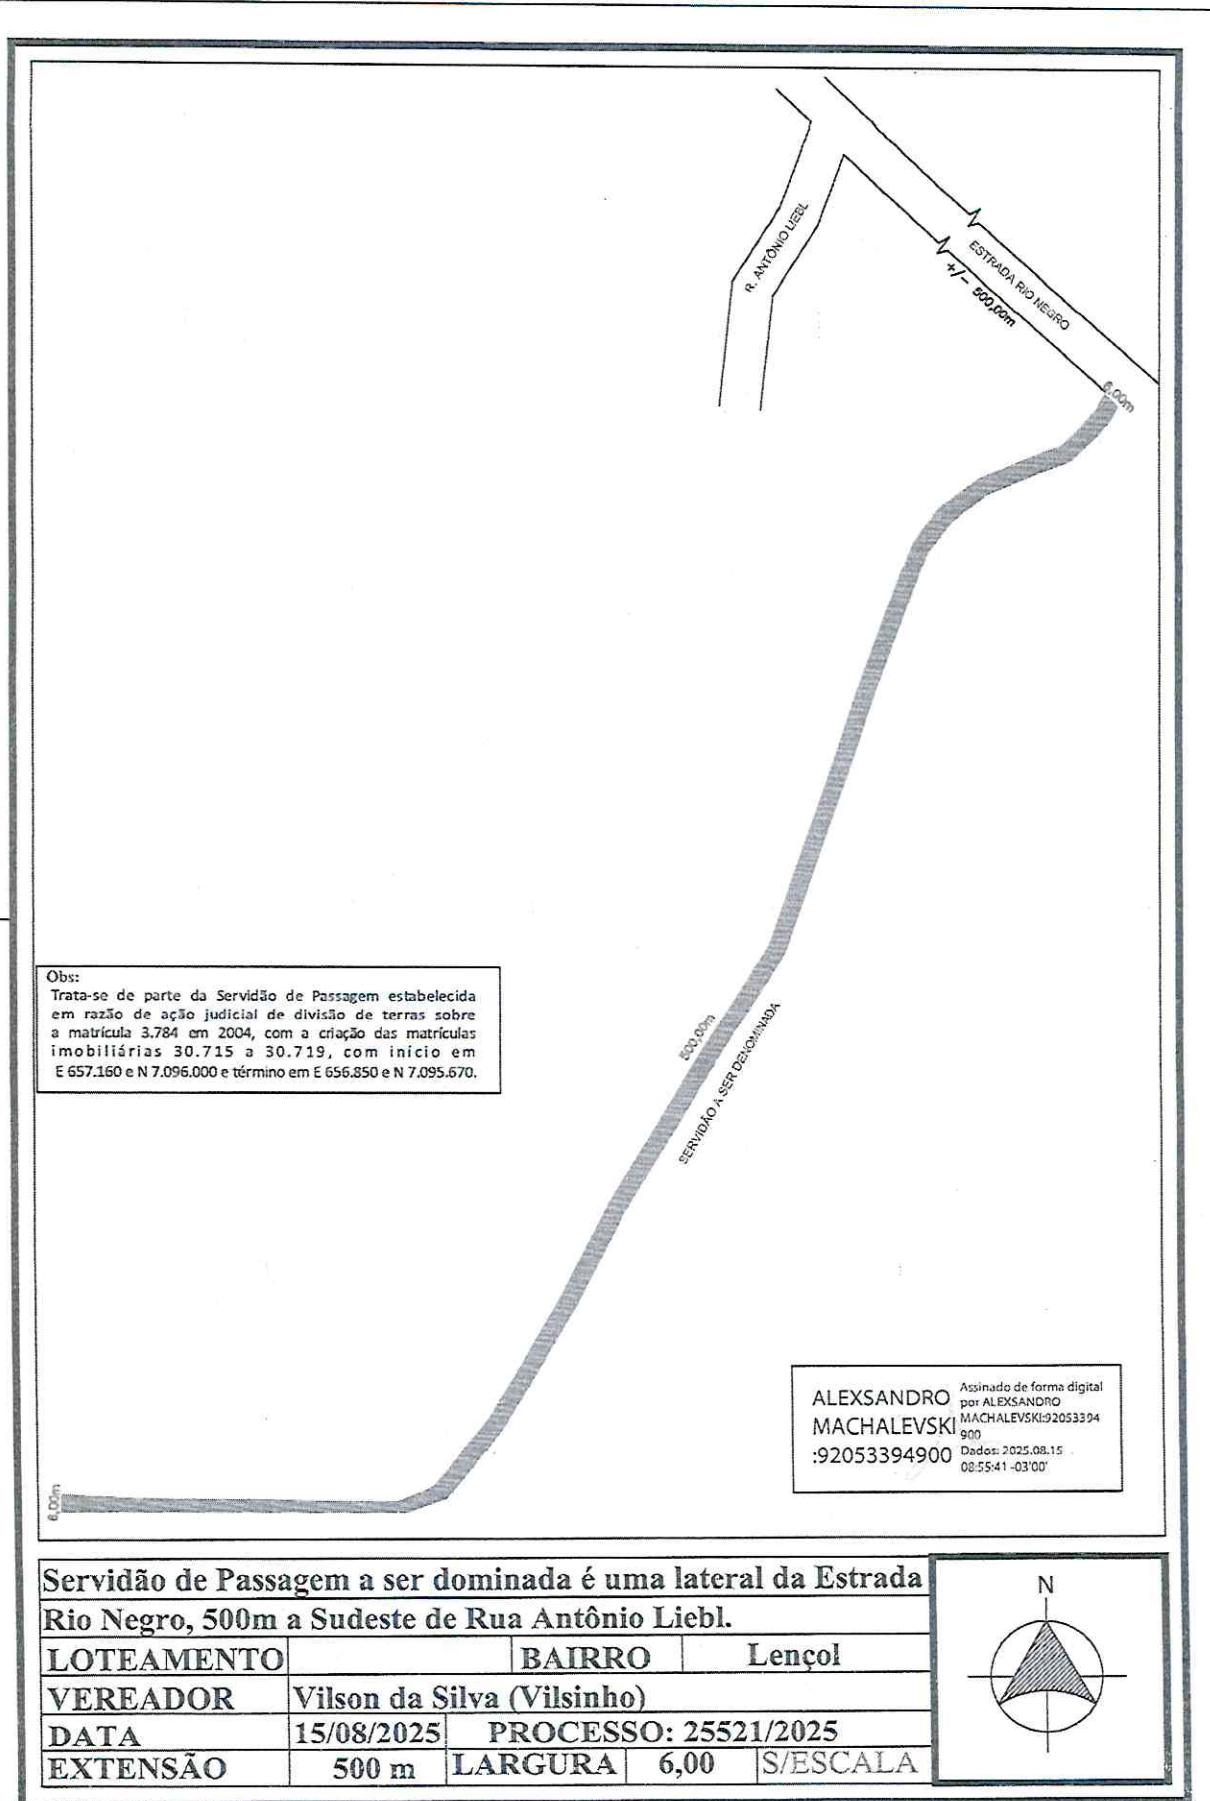 R. ANTÔNIO LIEBL
ESTRADA RIO NEGRO
+/- 500,00m
6,00m
Obs:
Trata-se de parte da Servidão de Passagem estabelecida
em razão de ação judicial de divisão de terras sobre
a matrícula 3.784 em 2004, com a criação das matrículas
imobiliárias 30.715 a 30.719, com início em
E 657.160 e N 7.096.000 e término em E 656.850 e N 7.095.670.
500,00m
SERVIDÃO A SER DENOMINADA
ALEXSANDRO
MACHALEVSKI
:92053394900
Assinado de forma digital
por ALEXSANDRO
MACHALEVSKI:92053394
900
Dados: 2025.08.15
08:55:41 -03'00'
6,00m
Servidão de Passagem a ser dominada é uma lateral da Estrada
Rio Negro, 500m a Sudeste de Rua Antônio Liebl.
LOTEAMENTO BAIRRO Lençol
VEREADOR Vilson da Silva (Vilsinho)
DATA 15/08/2025 PROCESSO: 25521/2025
EXTENSÃO 500 m LARGURA 6,00 S/ESCALA
N